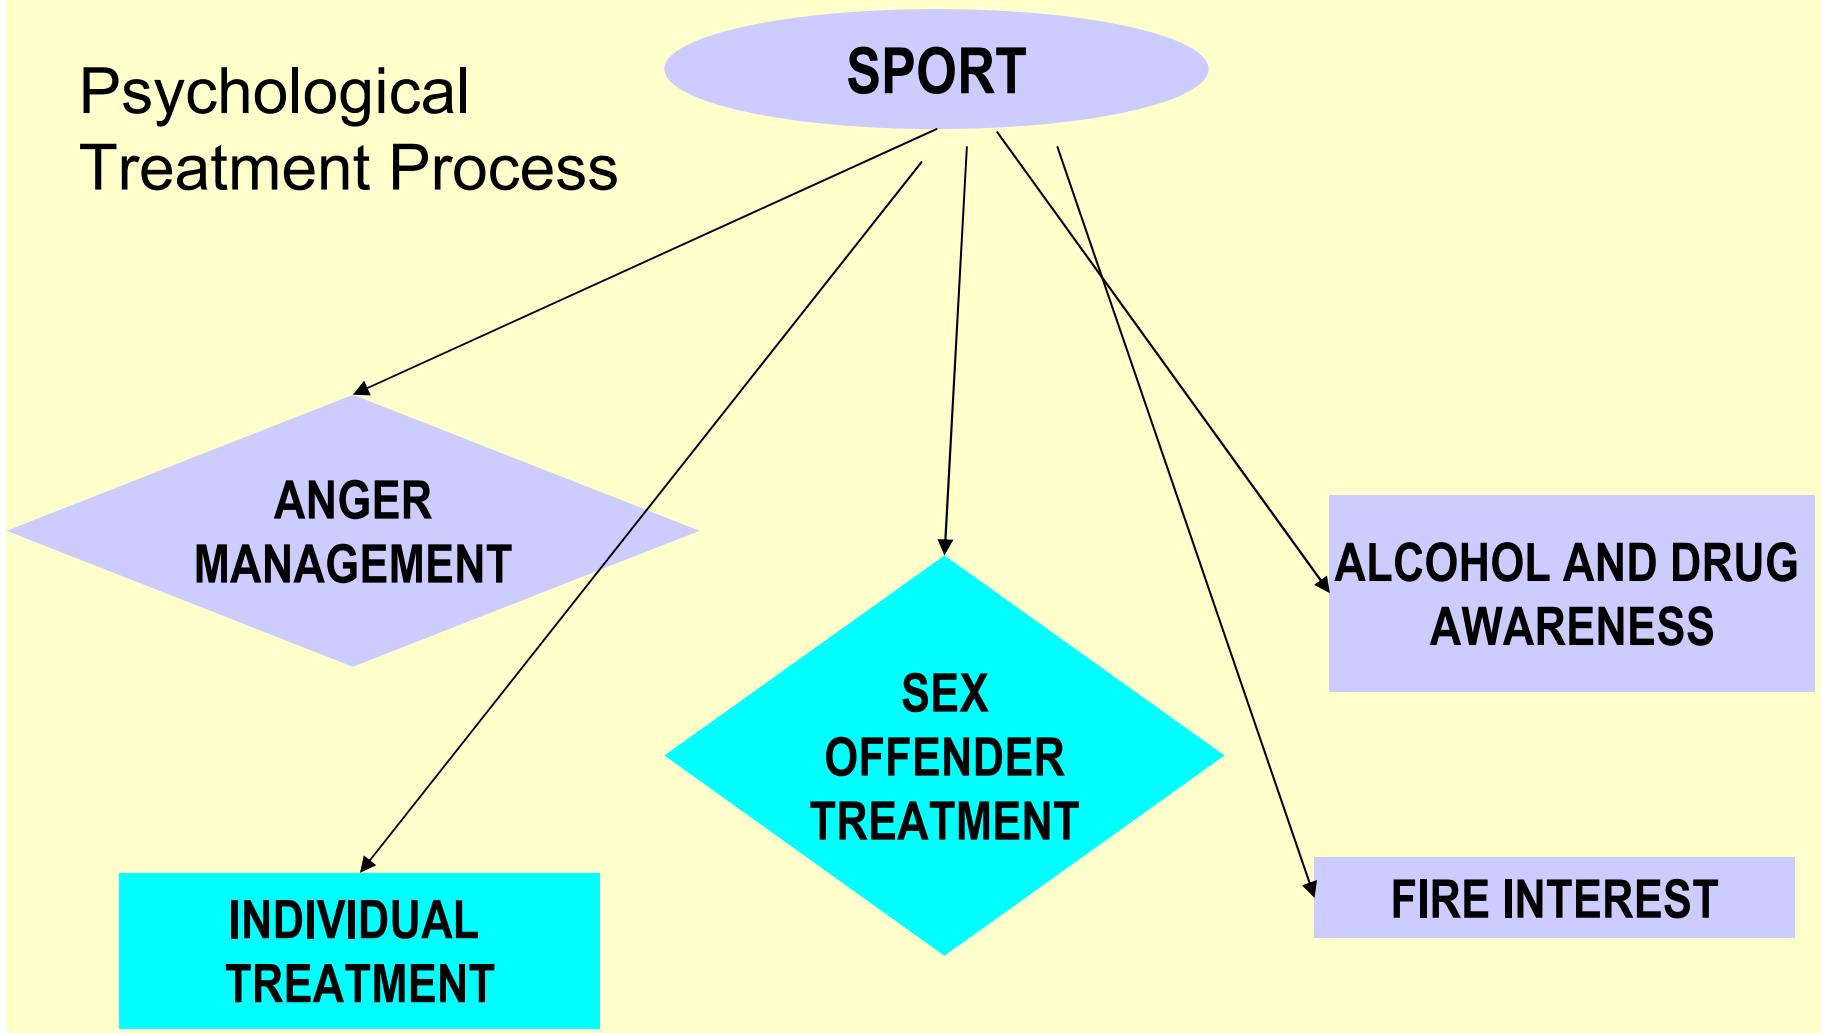 Psychological
Treatment Process
SPORT
ANGER
MANAGEMENT
ALCOHOL AND DRUG
AWARENESS
SEX
OFFENDER
TREATMENT
INDIVIDUAL
TREATMENT
FIRE INTEREST